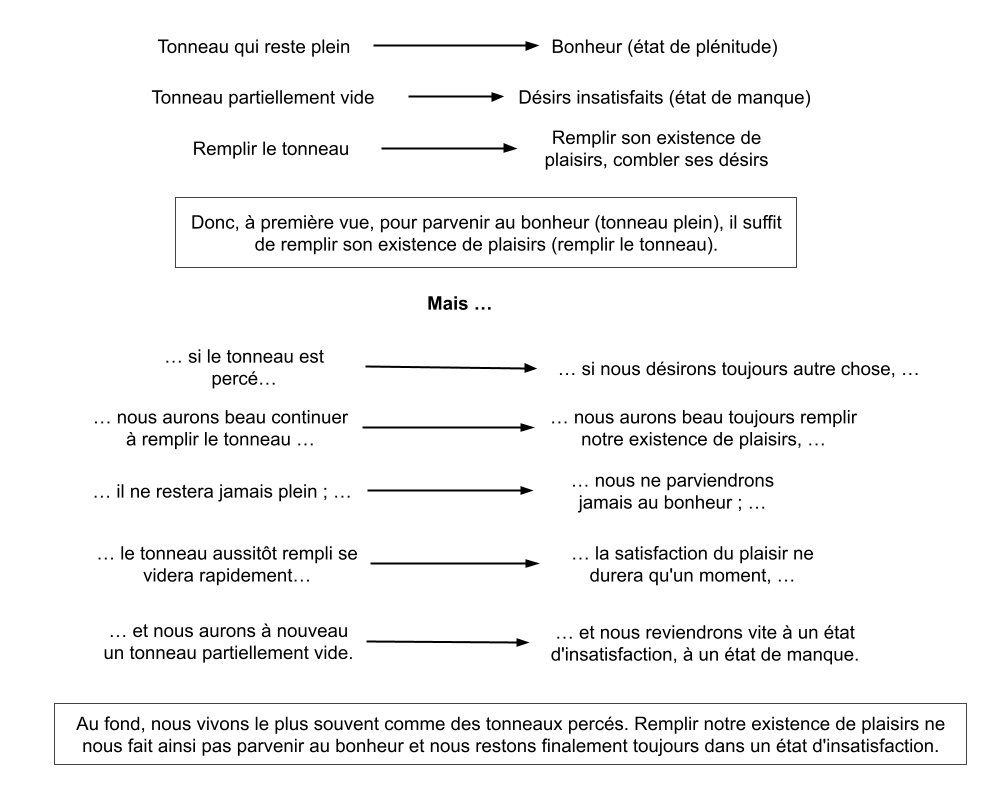 Tonneau qui reste plein
Bonheur (état de plénitude)
Tonneau partiellement vide
Désirs insatisfaits (état de manque)
Remplir le tonneau
Remplir son existence de
plaisirs, combler ses désirs
Donc, à première vue, pour parvenir au bonheur (tonneau plein), il suffit
de remplir son existence de plaisirs (remplir le tonneau).
Mais …
… si le tonneau est
percé…
… si nous désirons toujours autre chose, …
… nous aurons beau continuer
à remplir le tonneau …
… nous aurons beau toujours remplir
notre existence de plaisirs, …
… il ne restera jamais plein ; …
… nous ne parviendrons
jamais au bonheur ; …
… le tonneau aussitôt rempli se
videra rapidement…
… la satisfaction du plaisir ne
durera qu'un moment, …
… et nous aurons à nouveau
un tonneau partiellement vide.
… et nous reviendrons vite à un état
d'insatisfaction, à un état de manque.
Au fond, nous vivons le plus souvent comme des tonneaux percés. Remplir notre existence de plaisirs ne
nous fait ainsi pas parvenir au bonheur et nous restons finalement toujours dans un état d'insatisfaction.